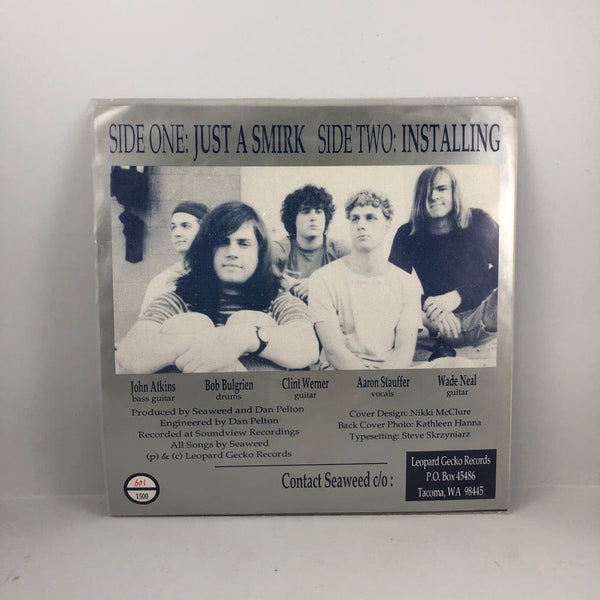 SIDE ONE: JUST A SMIRK SIDE TWO: INSTALLING
John Atkins
bass guitar
Bob Bulgrien
drums
Clint Werner
guitar
Aaron Stauffer
vocals
Wade Neal
guitar
Produced by Seaweed and Dan Pelton
Engineered by Dan Pelton
Recorded at Soundview Recordings
All Songs by Seaweed
(p) & (c) Leopard Gecko Records
Cover Design: Nikki McClure
Back Cover Photo: Kathleen Hanna
Typesetting: Steve Skrzyniarz
601
1500
Contact Seaweed c/o :
Leopard Gecko Records
P.O. Box 45486
Tacoma, WA 98445